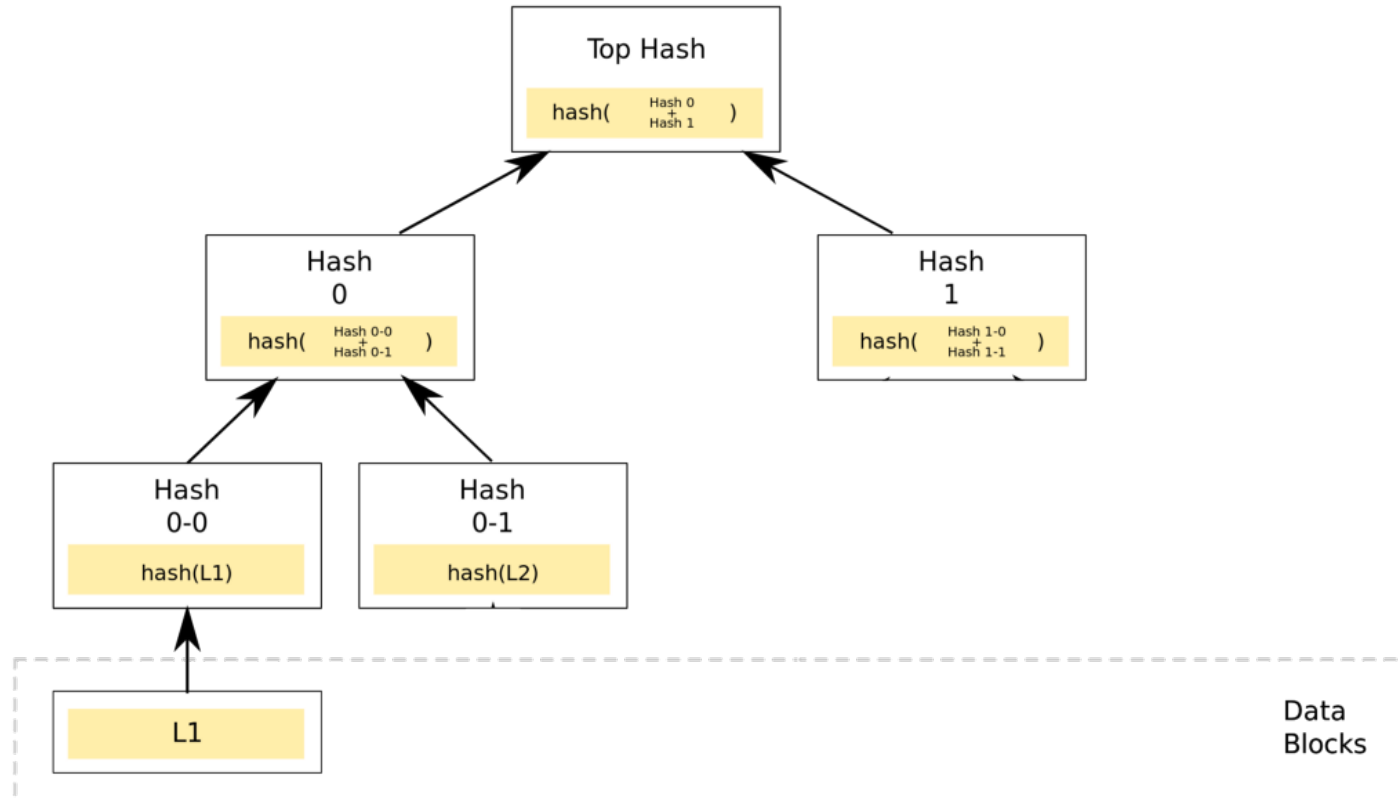 Top Hash
hash( Hash 0 + Hash 1 )
Hash
0
hash( Hash 0-0 + Hash 0-1 )
Hash
1
hash( Hash 1-0 + Hash 1-1 )
Hash
0-0
hash(L1)
Hash
0-1
hash(L2)
L1
Data
Blocks